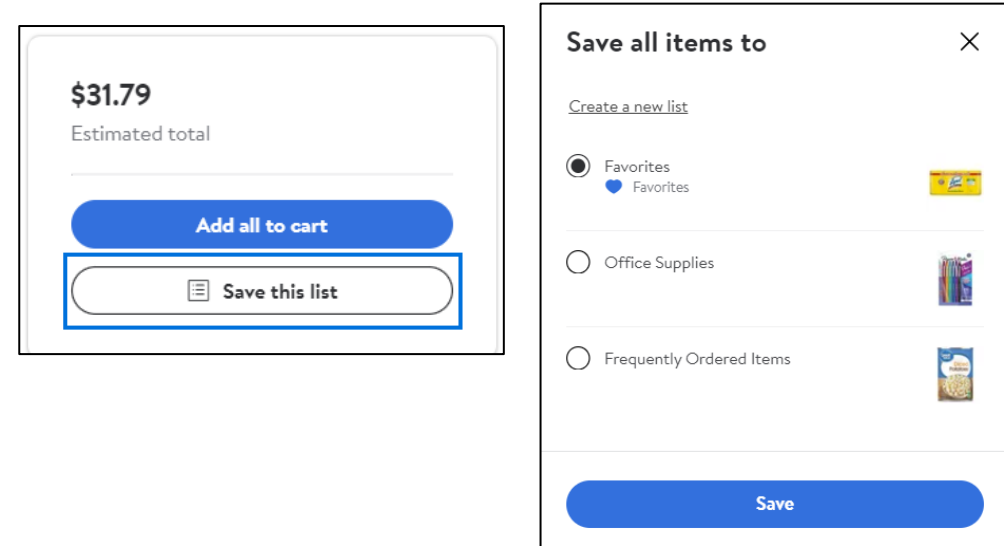 $31.79
Estimated total
Add all to cart
Save this list
Save all items to
Create a new list
Favorites
Favorites
Office Supplies
Frequently Ordered Items
Save